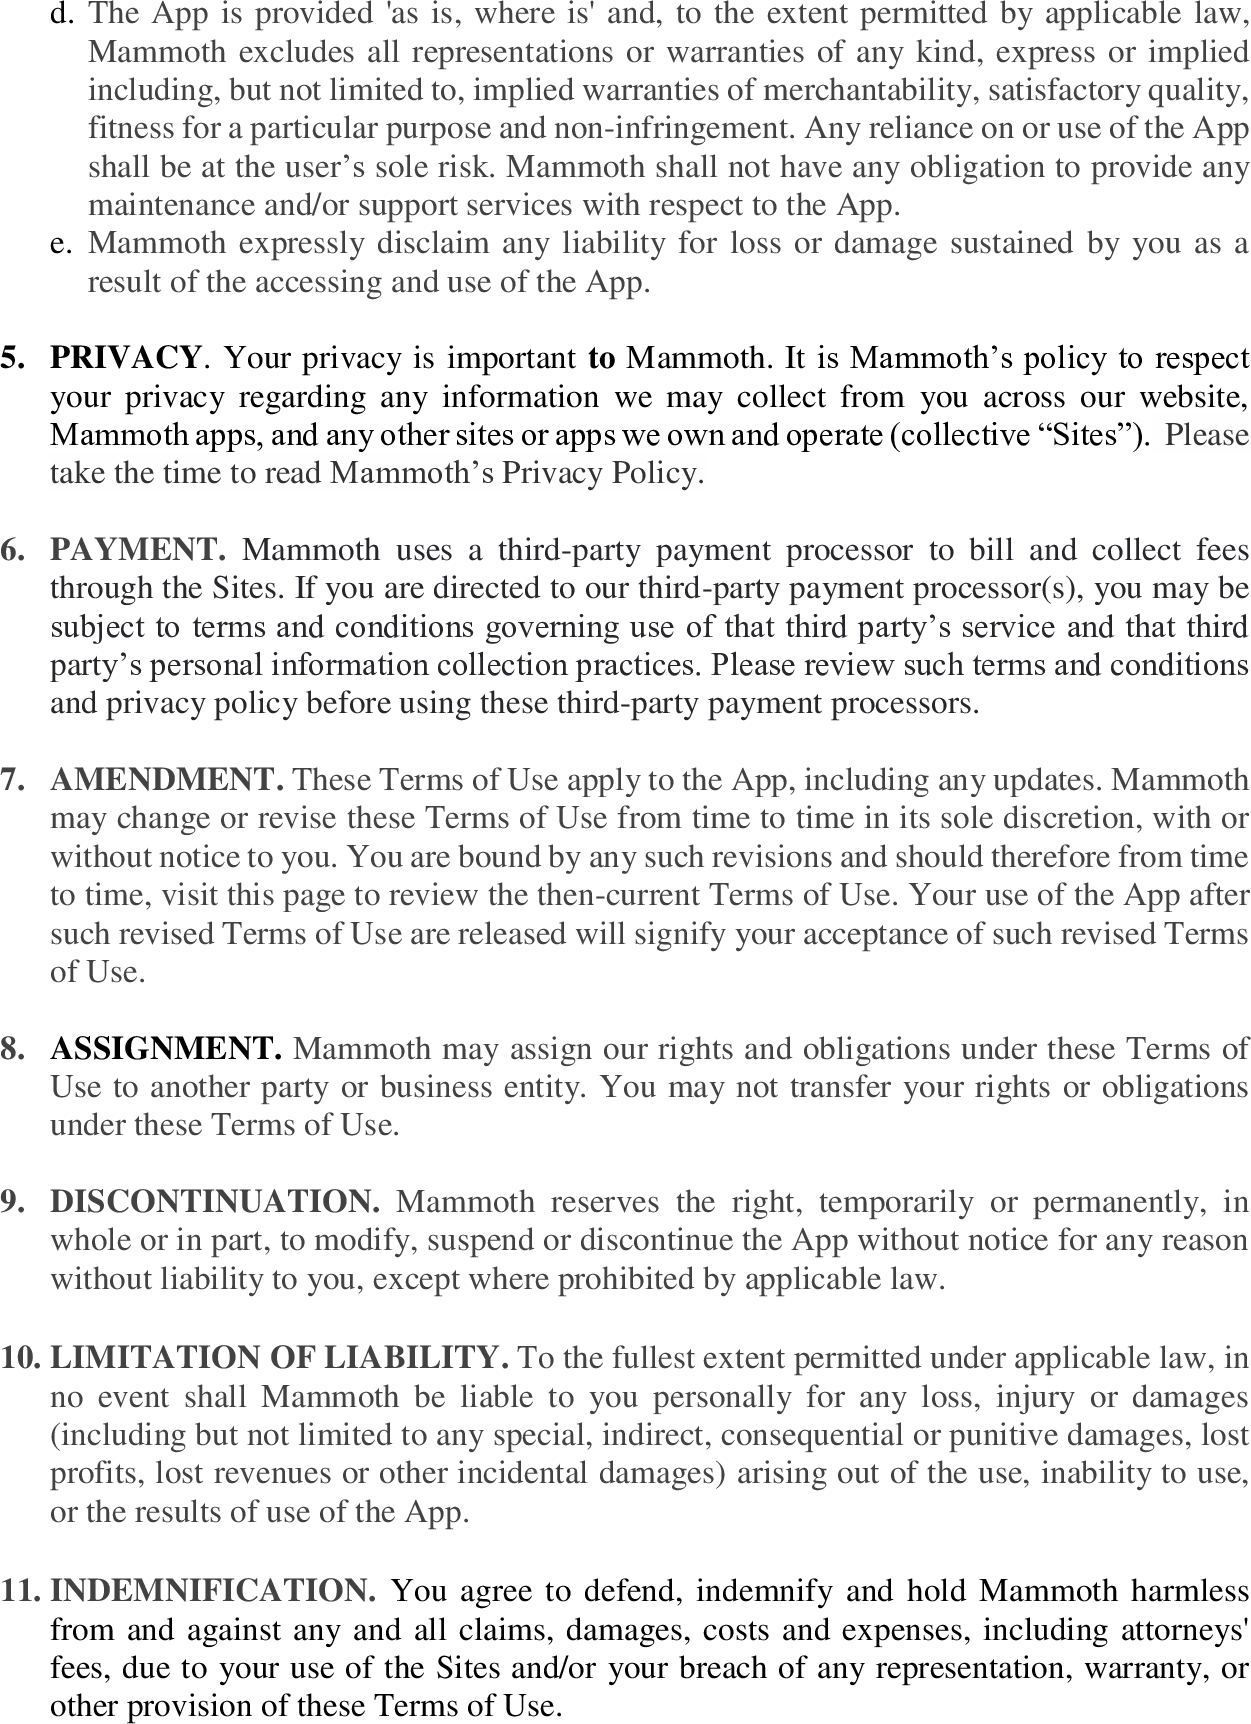 d. The App is provided 'as is, where is' and, to the extent permitted by applicable law,
Mammoth excludes all representations or warranties of any kind, express or implied
including, but not limited to, implied warranties of merchantability, satisfactory quality,
fitness for a particular purpose and non-infringement. Any reliance on or use of the App
shall be at the user’s sole risk. Mammoth shall not have any obligation to provide any
maintenance and/or support services with respect to the App.
e. Mammoth expressly disclaim any liability for loss or damage sustained by you as a
result of the accessing and use of the App.
5. PRIVACY. Your privacy is important to Mammoth. It is Mammoth’s policy to respect
your privacy regarding any information we may collect from you across our website,
Mammoth apps, and any other sites or apps we own and operate (collective “Sites”). Please
take the time to read Mammoth’s Privacy Policy.
6. PAYMENT. Mammoth uses a third-party payment processor to bill and collect fees
through the Sites. If you are directed to our third-party payment processor(s), you may be
subject to terms and conditions governing use of that third party’s service and that third
party’s personal information collection practices. Please review such terms and conditions
and privacy policy before using these third-party payment processors.
7. AMENDMENT. These Terms of Use apply to the App, including any updates. Mammoth
may change or revise these Terms of Use from time to time in its sole discretion, with or
without notice to you. You are bound by any such revisions and should therefore from time
to time, visit this page to review the then-current Terms of Use. Your use of the App after
such revised Terms of Use are released will signify your acceptance of such revised Terms
of Use.
8. ASSIGNMENT. Mammoth may assign our rights and obligations under these Terms of
Use to another party or business entity. You may not transfer your rights or obligations
under these Terms of Use.
9. DISCONTINUATION. Mammoth reserves the right, temporarily or permanently, in
whole or in part, to modify, suspend or discontinue the App without notice for any reason
without liability to you, except where prohibited by applicable law.
10. LIMITATION OF LIABILITY. To the fullest extent permitted under applicable law, in
no event shall Mammoth be liable to you personally for any loss, injury or damages
(including but not limited to any special, indirect, consequential or punitive damages, lost
profits, lost revenues or other incidental damages) arising out of the use, inability to use,
or the results of use of the App.
11. INDEMNIFICATION. You agree to defend, indemnify and hold Mammoth harmless
from and against any and all claims, damages, costs and expenses, including attorneys'
fees, due to your use of the Sites and/or your breach of any representation, warranty, or
other provision of these Terms of Use.